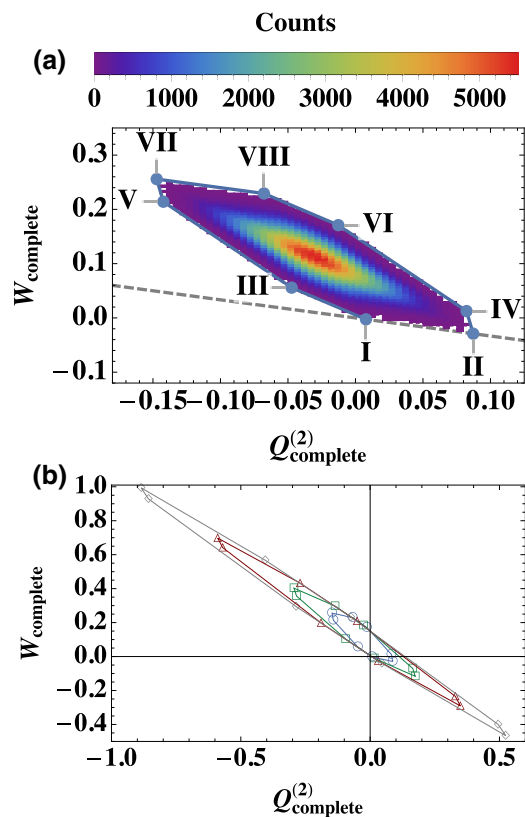 Counts
(a)
0 1000 2000 3000 4000 5000
0.3
0.2
0.1
0.0
−0.1
VII
VIII
V
VI
III
IV
I
II
W_complete
−0.15 −0.10 −0.05 0.00 0.05 0.10
Q^(2)_complete
(b)
1.0
0.8
0.6
0.4
0.2
0.0
−0.2
−0.4
W_complete
−1.0 −0.5 0.0 0.5
Q^(2)_complete